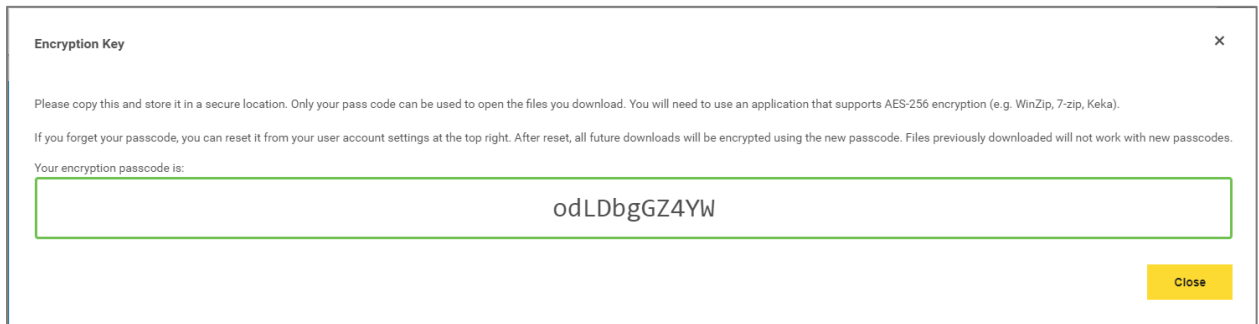 Encryption Key
×
Please copy this and store it in a secure location. Only your pass code can be used to open the files you download. You will need to use an application that supports AES-256 encryption (e.g. WinZip, 7-zip, Keka).
If you forget your passcode, you can reset it from your user account settings at the top right. After reset, all future downloads will be encrypted using the new passcode. Files previously downloaded will not work with new passcodes.
Your encryption passcode is:
odLDbgGZ4YW
Close